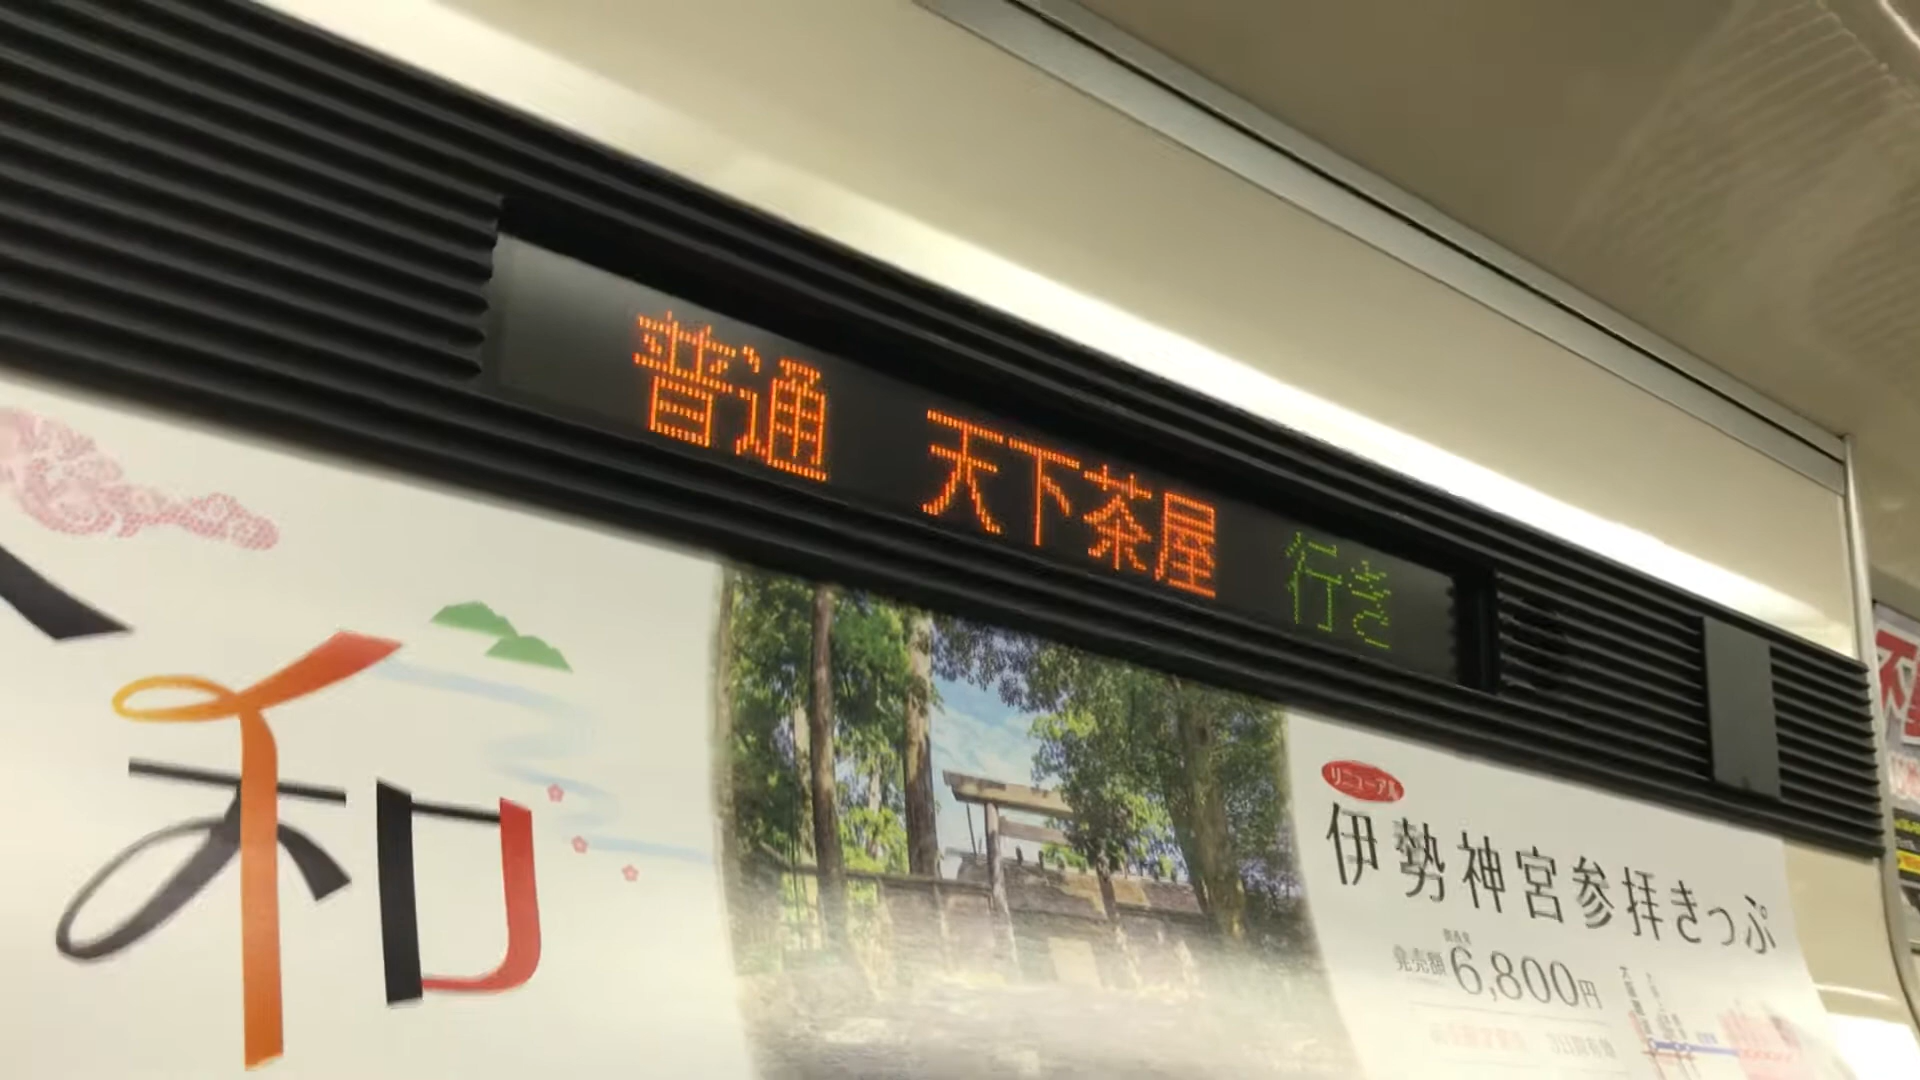 普通 天下茶屋 行き
和
リニューアル
伊勢神宮参拝きっぷ
発売額 6,800円